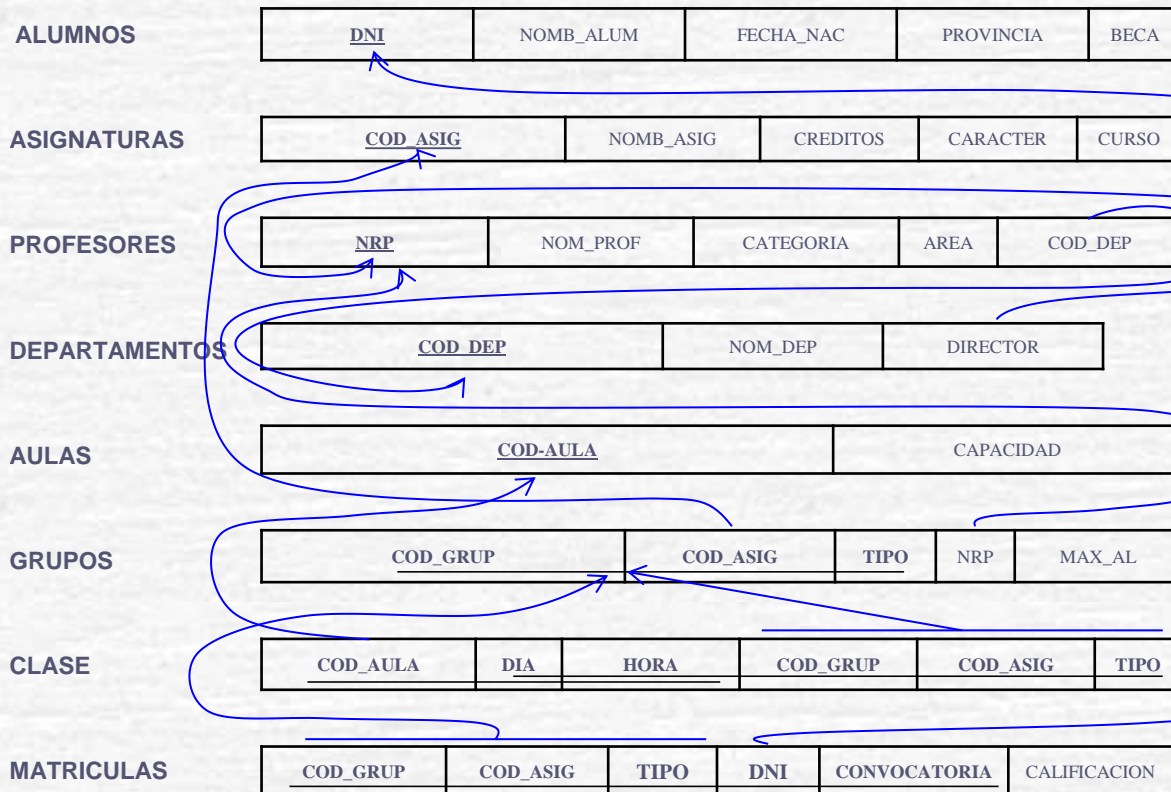 ALUMNOS DNI NOMB_ALUM FECHA_NAC PROVINCIA BECA
ASIGNATURAS COD_ASIG NOMB_ASIG CREDITOS CARACTER CURSO
PROFESORES NRP NOM_PROF CATEGORIA AREA COD_DEP
DEPARTAMENTOS COD_DEP NOM_DEP DIRECTOR
AULAS COD-AULA CAPACIDAD
GRUPOS COD_GRUP COD_ASIG TIPO NRP MAX_AL
CLASE COD_AULA DIA HORA COD_GRUP COD_ASIG TIPO
MATRICULAS COD_GRUP COD_ASIG TIPO DNI CONVOCATORIA CALIFICACION